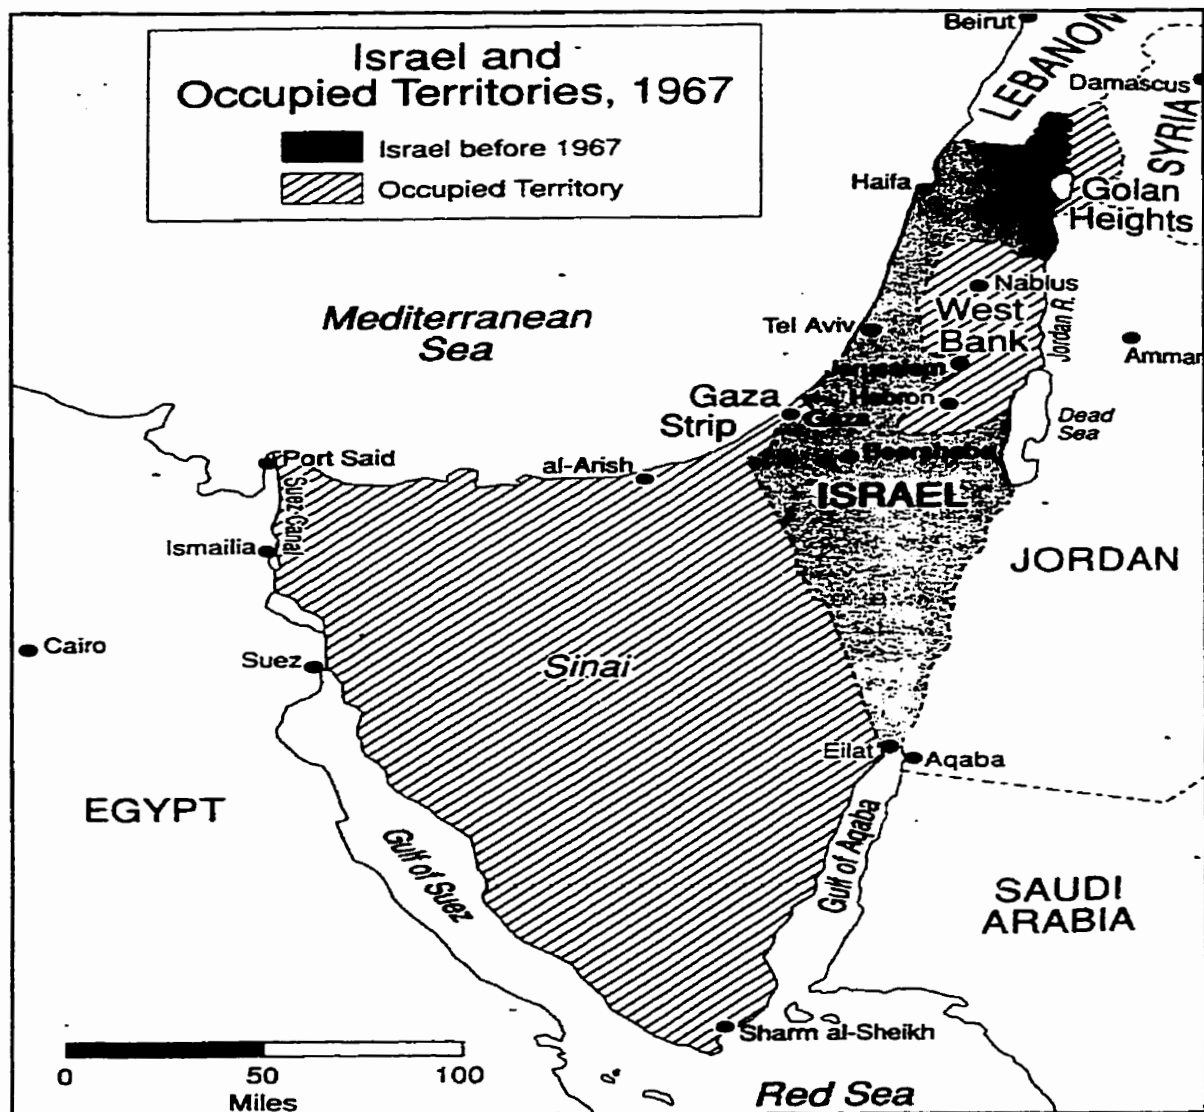 Israel and
Occupied Territories, 1967
Israel before 1967
Occupied Territory
Beirut
LEBANON
Damascus
SYRIA
Haifa
Golan
Heights
Mediterranean
Sea
Nablus
West
Bank
Jordan R.
Tel Aviv
Amman
Jerusalem
Gaza
Strip
Hebron
Gaza
Dead
Sea
Port Said
al-Arish
Beersheba
Suez Canal
ISRAEL
Ismailia
JORDAN
Cairo
Suez
Sinai
Eilat
Aqaba
EGYPT
Gulf of Suez
Gulf of Aqaba
SAUDI
ARABIA
Sharm al-Sheikh
0
50
100
Miles
Red Sea